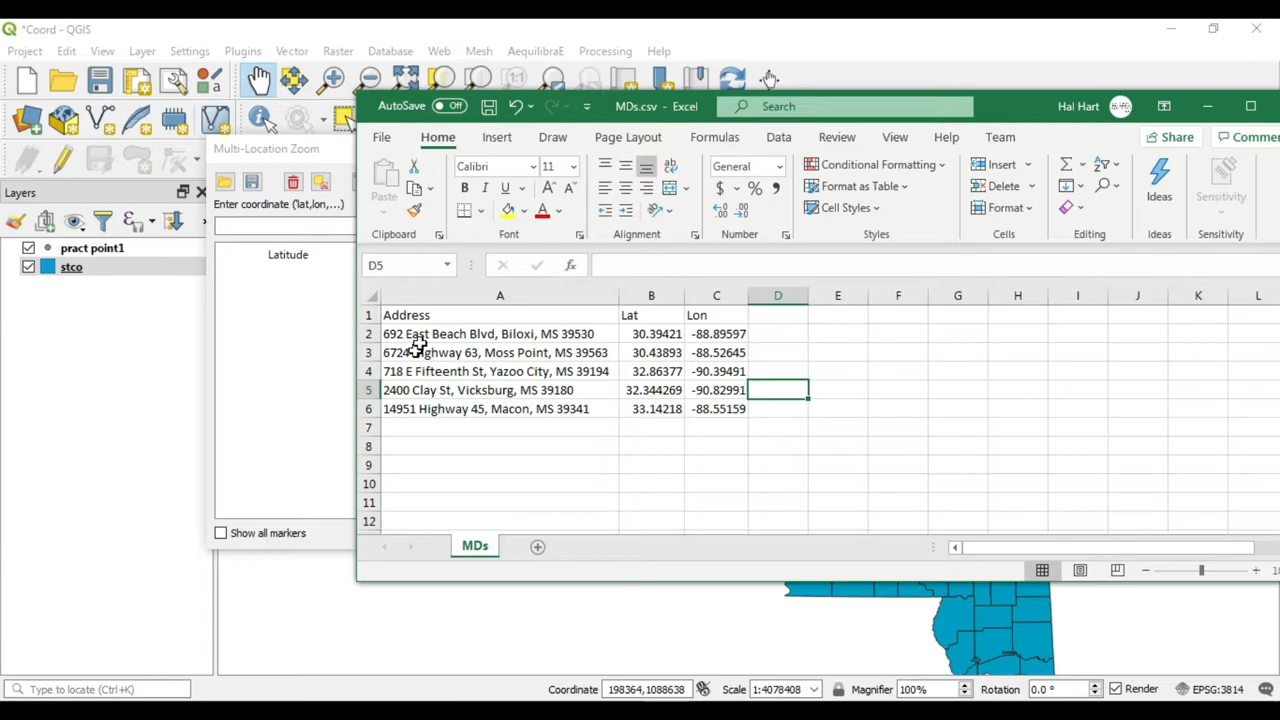 *Coord - QGIS
Project Edit View Layer Settings Plugins Vector Raster Database Web Mesh AequilibraE Processing Help
AutoSave Off MDs.csv - Excel Search Hal Hart
File Home Insert Draw Page Layout Formulas Data Review View Help Team Share Comme
Multi-Location Zoom
Calibri 11 General Conditional Formatting Insert
Paste Format as Table Delete Ideas Sensitivity
Cell Styles Format
Clipboard Font Alignment Number Styles Cells Editing Ideas Sensitivity
Layers
Enter coordinate ('lat,lon,...)
pract point1
stco
Latitude
D5
A B C D E F G H I J K L
1 Address Lat Lon
2 692 East Beach Blvd, Biloxi, MS 39530 30.39421 -88.89597
3 6724 Highway 63, Moss Point, MS 39563 30.43893 -88.52645
4 718 E Fifteenth St, Yazoo City, MS 39194 32.86377 -90.39491
5 2400 Clay St, Vicksburg, MS 39180 32.344269 -90.82991
6 14951 Highway 45, Macon, MS 39341 33.14218 -88.55159
7
8
9
10
11
12
Show all markers
MDs
Type to locate (Ctrl+K) Coordinate 198364,1088638 Scale 1:4078408 Magnifier 100% Rotation 0.0 ° Render EPSG:3814